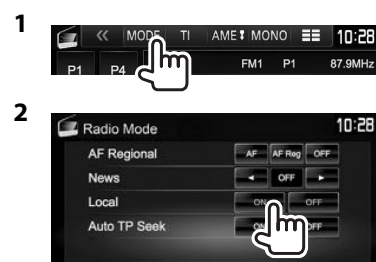 1
MODE TI AME MONO 10:28
P1 P4 FM1 P1 87.9MHz
2
Radio Mode 10:28
AF Regional AF AF Reg OFF
News OFF
Local ON OFF
Auto TP Seek ON OFF